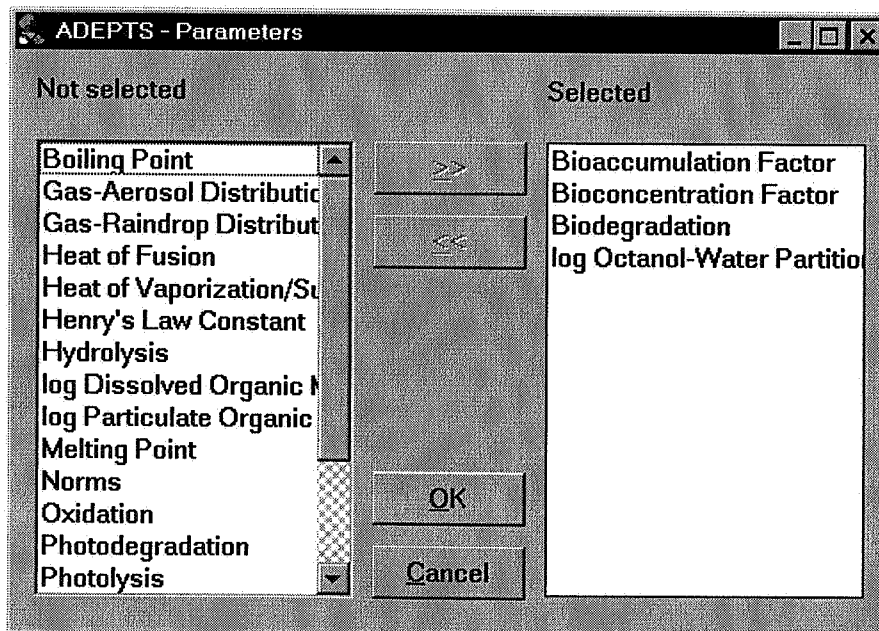 ADEPTS - Parameters
Not selected
Selected
Boiling Point
Gas-Aerosol Distributic
Gas-Raindrop Distribut
Heat of Fusion
Heat of Vaporization/Su
Henry's Law Constant
Hydrolysis
log Dissolved Organic M
log Particulate Organic
Melting Point
Norms
Oxidation
Photodegradation
Photolysis
>>
<<
OK
Cancel
Bioaccumulation Factor
Bioconcentration Factor
Biodegradation
log Octanol-Water Partition